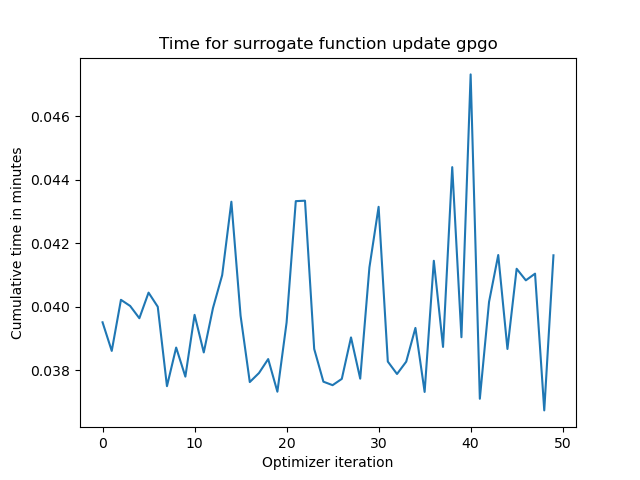 Time for surrogate function update gpgo
Cumulative time in minutes
0.046
0.044
0.042
0.040
0.038
0 10 20 30 40 50
Optimizer iteration